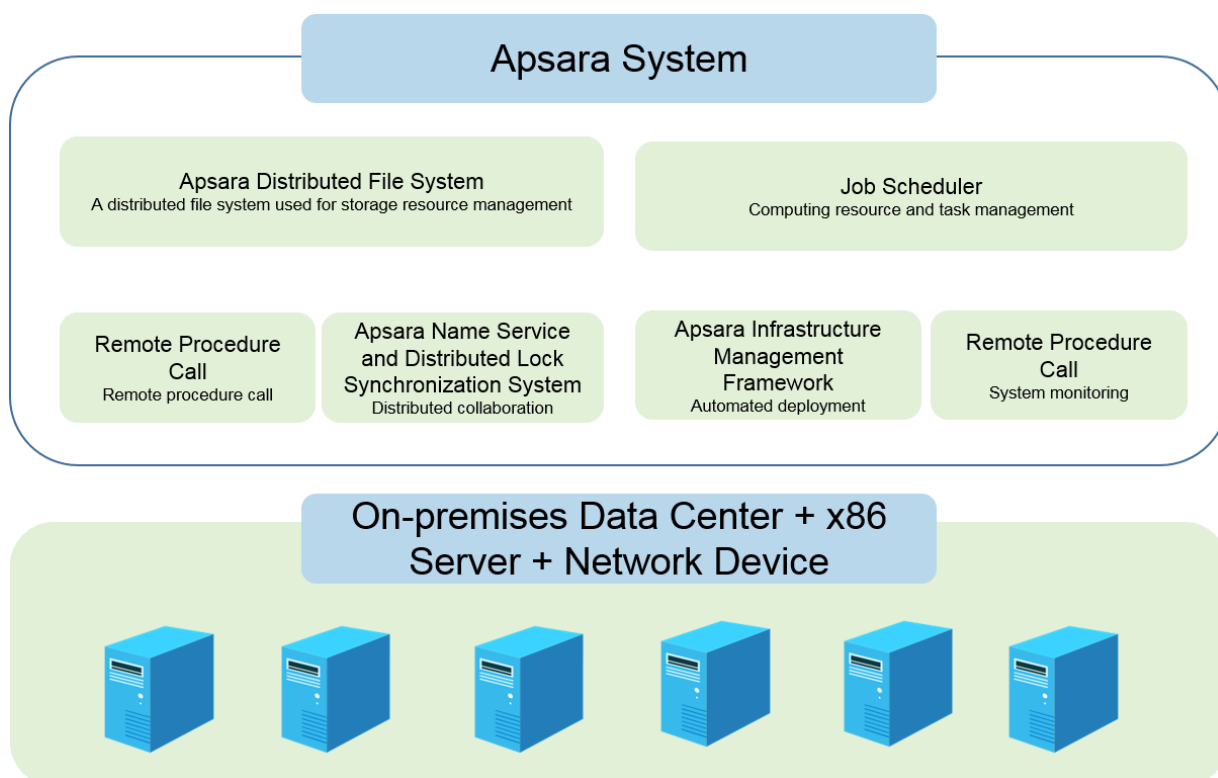 Apsara System
Apsara Distributed File System
A distributed file system used for storage resource management
Job Scheduler
Computing resource and task management
Remote Procedure
Call
Remote procedure call
Apsara Name Service
and Distributed Lock
Synchronization System
Distributed collaboration
Apsara Infrastructure
Management
Framework
Automated deployment
Remote Procedure
Call
System monitoring
On-premises Data Center + x86
Server + Network Device